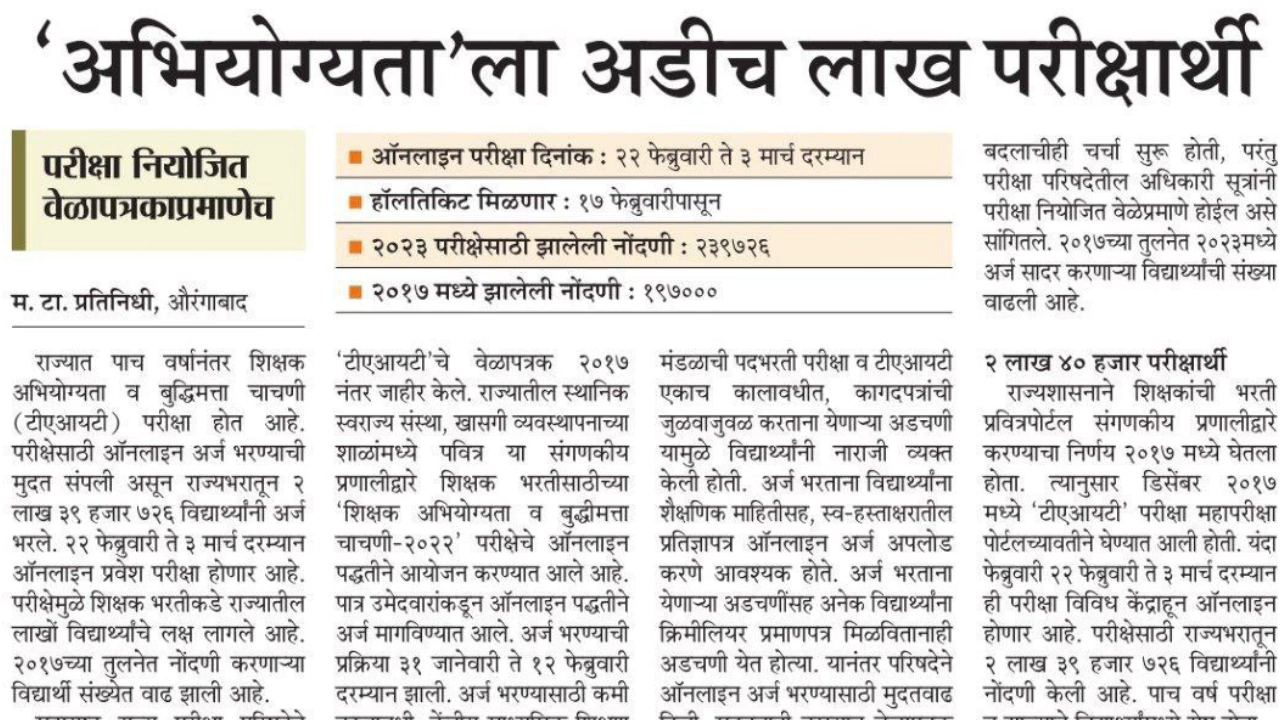 ‘अभियोग्यता’ला अडीच लाख परीक्षार्थी
परीक्षा नियोजित
वेळापत्रकाप्रमाणेच
म. टा. प्रतिनिधी, औरंगाबाद
राज्यात पाच वर्षानंतर शिक्षक
अभियोग्यता व बुद्धिमत्ता चाचणी
(टीएआयटी) परीक्षा होत आहे.
परीक्षेसाठी ऑनलाइन अर्ज भरण्याची
मुदत संपली असून राज्यभरातून २
लाख ३९ हजार ७२६ विद्यार्थ्यांनी अर्ज
भरले. २२ फेब्रुवारी ते ३ मार्च दरम्यान
ऑनलाइन प्रवेश परीक्षा होणार आहे.
परीक्षेमुळे शिक्षक भरतीकडे राज्यातील
लाखों विद्यार्थ्यांचे लक्ष लागले आहे.
२०१७च्या तुलनेत नोंदणी करणाऱ्या
विद्यार्थी संख्येत वाढ झाली आहे.
■ ऑनलाइन परीक्षा दिनांक : २२ फेब्रुवारी ते ३ मार्च दरम्यान
■ हॉलतिकिट मिळणार : १७ फेब्रुवारीपासून
■ २०२३ परीक्षेसाठी झालेली नोंदणी : २३९७२६
■ २०१७ मध्ये झालेली नोंदणी : १९७०००
‘टीएआयटी’चे वेळापत्रक २०१७
नंतर जाहीर केले. राज्यातील स्थानिक
स्वराज्य संस्था, खासगी व्यवस्थापनाच्या
शाळांमध्ये पवित्र या संगणकीय
प्रणालीद्वारे शिक्षक भरतीसाठीच्या
‘शिक्षक अभियोग्यता व बुद्धीमत्ता
चाचणी-२०२२’ परीक्षेचे ऑनलाइन
पद्धतीने आयोजन करण्यात आले आहे.
पात्र उमेदवारांकडून ऑनलाइन पद्धतीने
अर्ज मागविण्यात आले. अर्ज भरण्याची
प्रक्रिया ३१ जानेवारी ते १२ फेब्रुवारी
दरम्यान झाली. अर्ज भरण्यासाठी कमी
मंडळाची पदभरती परीक्षा व टीएआयटी
एकाच कालावधीत, कागदपत्रांची
जुळवाजुवळ करताना येणाऱ्या अडचणी
यामुळे विद्यार्थ्यांनी नाराजी व्यक्त
केली होती. अर्ज भरताना विद्यार्थ्यांना
शैक्षणिक माहितीसह, स्व-हस्ताक्षरातील
प्रतिज्ञापत्र ऑनलाइन अर्ज अपलोड
करणे आवश्यक होते. अर्ज भरताना
येणाऱ्या अडचणींसह अनेक विद्यार्थ्यांना
क्रिमीलियर प्रमाणपत्र मिळवितानाही
अडचणी येत होत्या. यानंतर परिषदेने
ऑनलाइन अर्ज भरण्यासाठी मुदतवाढ
बदलाचीही चर्चा सुरू होती, परंतु
परीक्षा परिषदेतील अधिकारी सूत्रांनी
परीक्षा नियोजित वेळेप्रमाणे होईल असे
सांगितले. २०१७च्या तुलनेत २०२३मध्ये
अर्ज सादर करणाऱ्या विद्यार्थ्यांची संख्या
वाढली आहे.
२ लाख ४० हजार परीक्षार्थी
राज्यशासनाने शिक्षकांची भरती
प्रवित्रपोर्टल संगणकीय प्रणालीद्वारे
करण्याचा निर्णय २०१७ मध्ये घेतला
होता. त्यानुसार डिसेंबर २०१७
मध्ये ‘टीएआयटी’ परीक्षा महापरीक्षा
पोर्टलच्यावतीने घेण्यात आली होती. यंदा
फेब्रुवारी २२ फेब्रुवारी ते ३ मार्च दरम्यान
ही परीक्षा विविध केंद्राहून ऑनलाइन
होणार आहे. परीक्षेसाठी राज्यभरातून
२ लाख ३९ हजार ७२६ विद्यार्थ्यांनी
नोंदणी केली आहे. पाच वर्ष परीक्षा